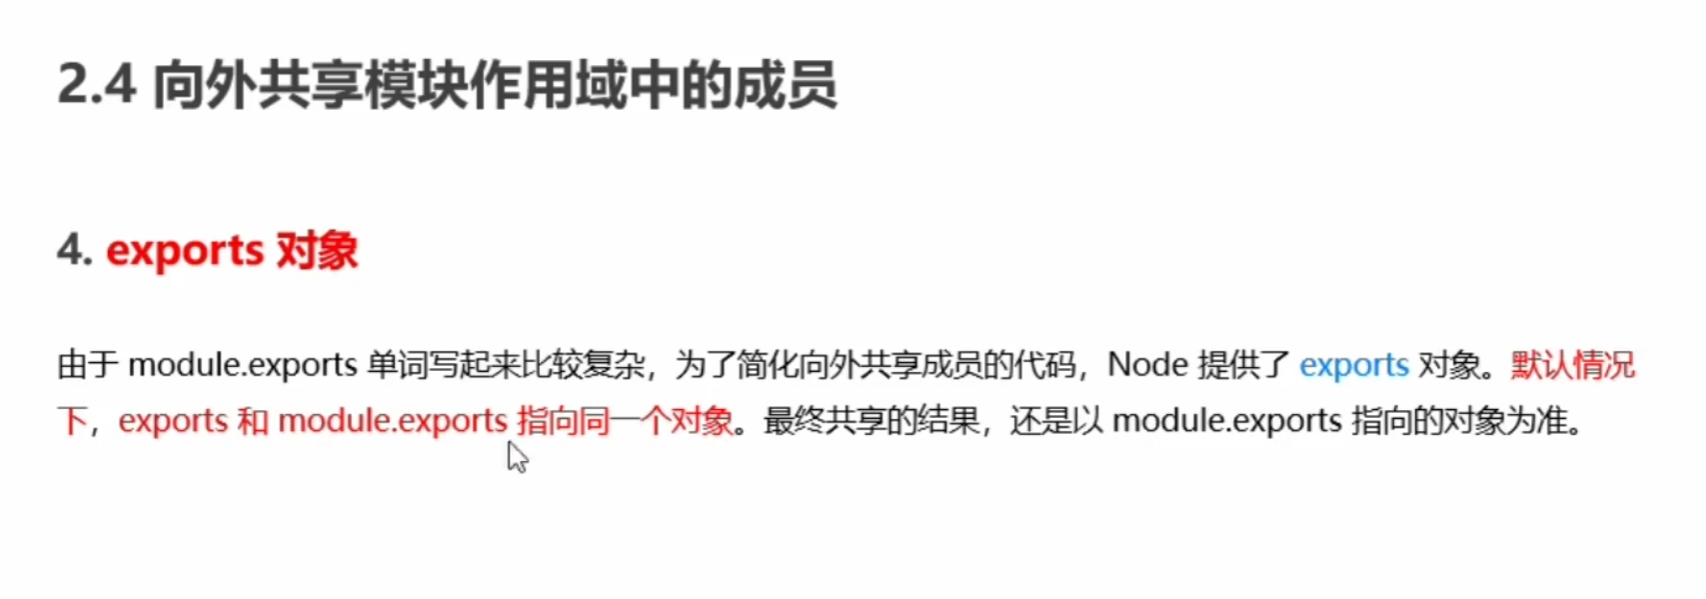 2.4 向外共享模块作用域中的成员
4. exports 对象
由于 module.exports 单词写起来比较复杂，为了简化向外共享成员的代码，Node 提供了 exports 对象。默认情况
下，exports 和 module.exports 指向同一个对象。最终共享的结果，还是以 module.exports 指向的对象为准。